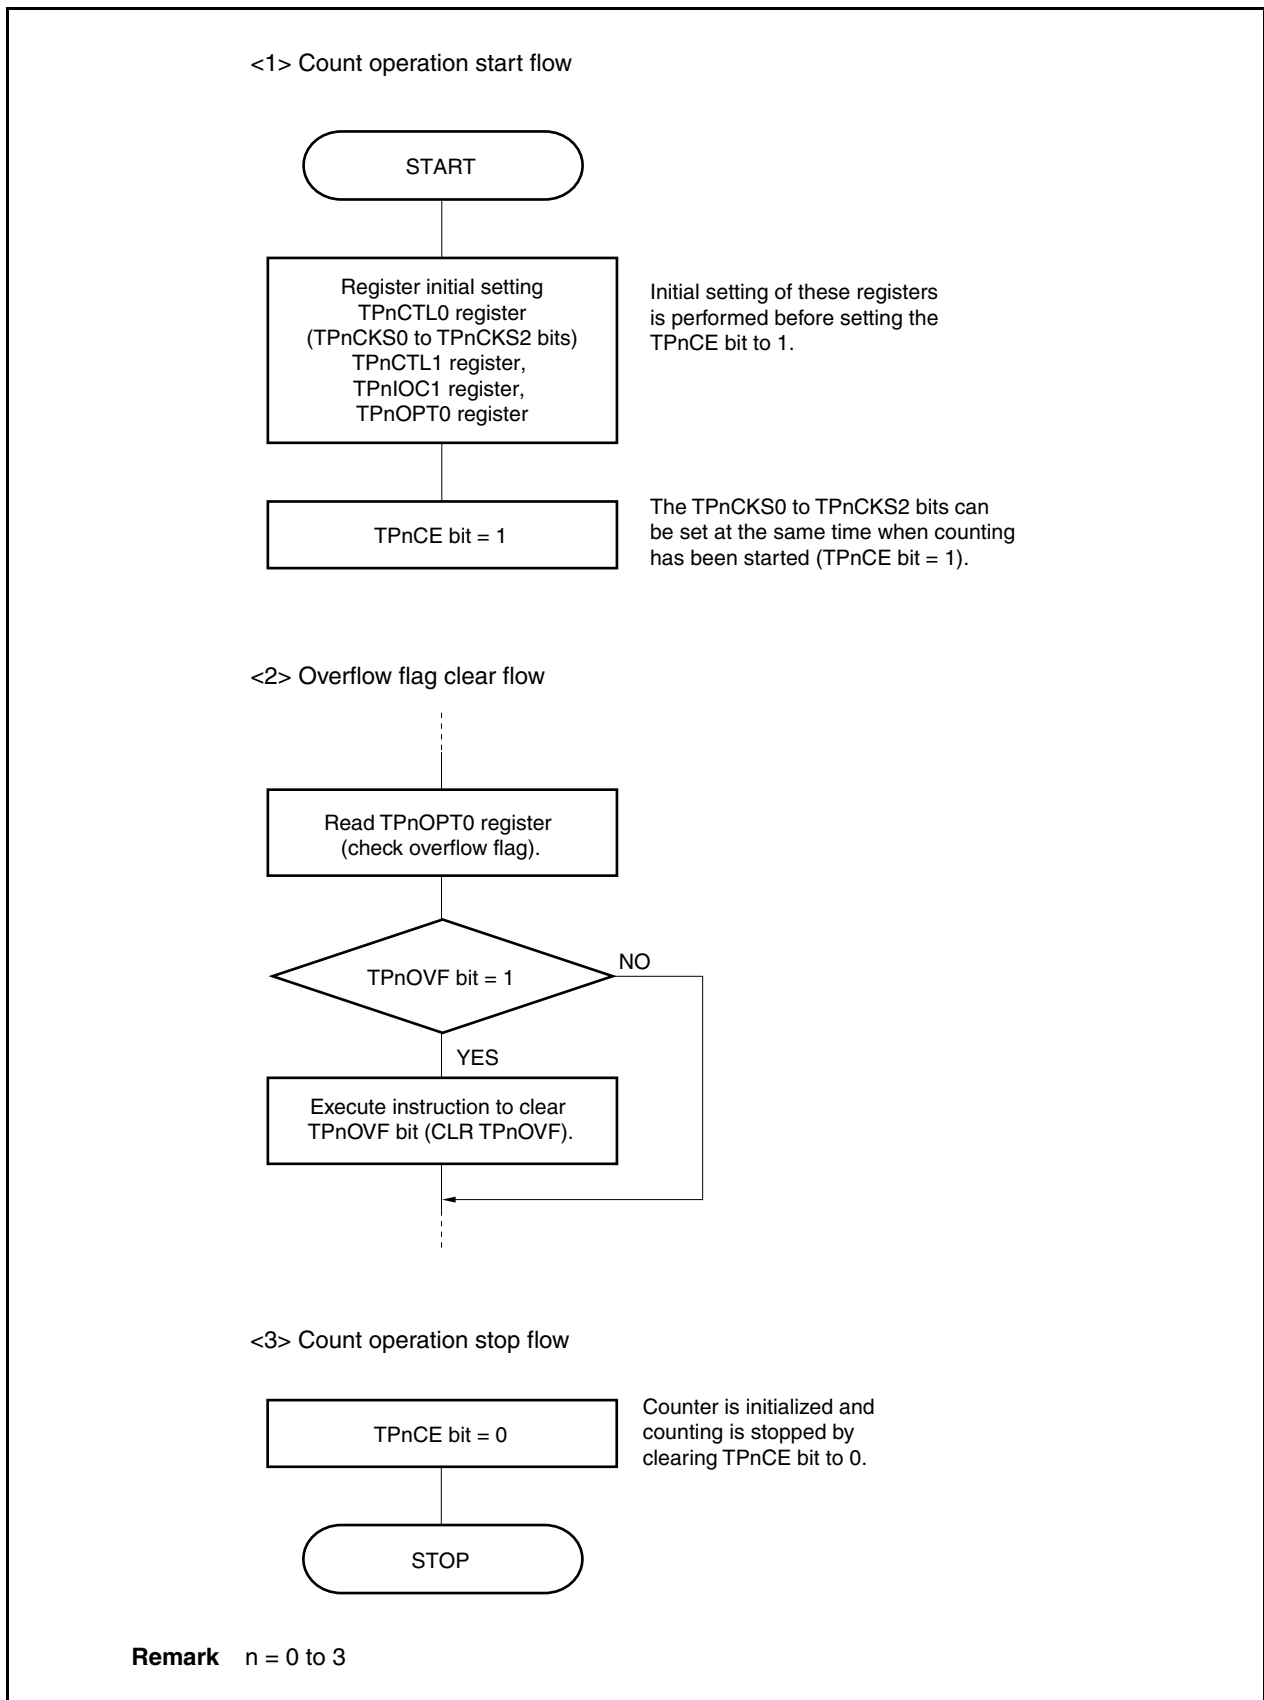 <1> Count operation start flow
START
Register initial setting
TPnCTL0 register
(TPnCKS0 to TPnCKS2 bits)
TPnCTL1 register,
TPnIOC1 register,
TPnOPT0 register
Initial setting of these registers
is performed before setting the
TPnCE bit to 1.
TPnCE bit = 1
The TPnCKS0 to TPnCKS2 bits can
be set at the same time when counting
has been started (TPnCE bit = 1).
<2> Overflow flag clear flow
Read TPnOPT0 register
(check overflow flag).
TPnOVF bit = 1
NO
YES
Execute instruction to clear
TPnOVF bit (CLR TPnOVF).
<3> Count operation stop flow
TPnCE bit = 0
Counter is initialized and
counting is stopped by
clearing TPnCE bit to 0.
STOP
Remark n = 0 to 3